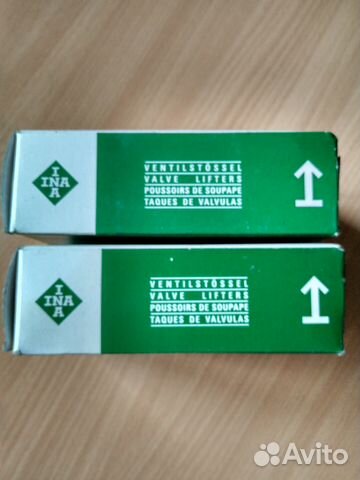 I
INA
A
VENTILSTÖSSEL
VALVE LIFTERS
POUSSOIRS DE SOUPAPE
TAQUES DE VALVULAS
I
INA
A
VENTILSTÖSSEL
VALVE LIFTERS
POUSSOIRS DE SOUPAPE
TAQUES DE VALVULAS
Avito